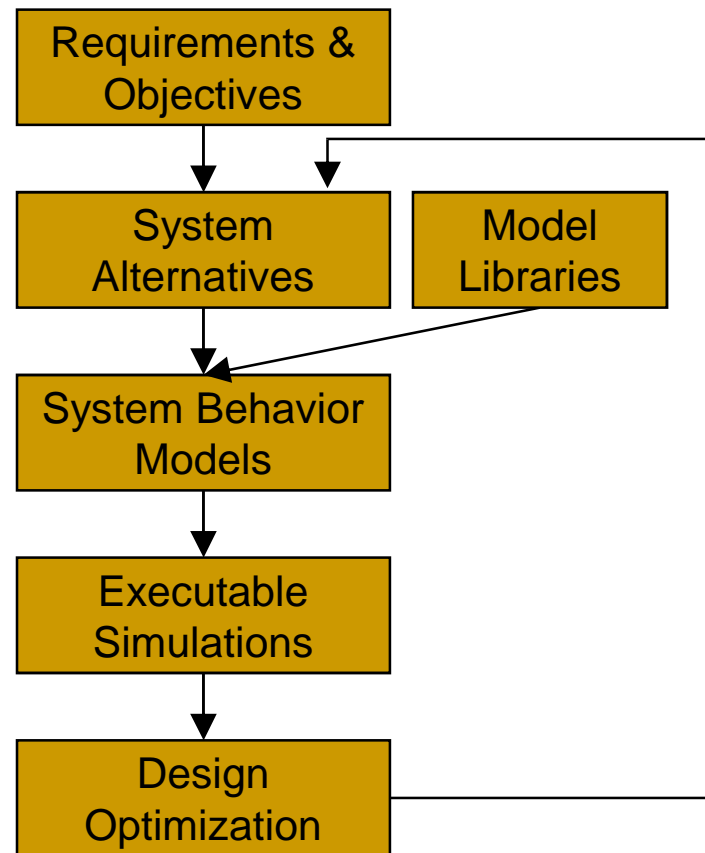 Requirements &
Objectives
System
Alternatives
Model
Libraries
System Behavior
Models
Executable
Simulations
Design
Optimization